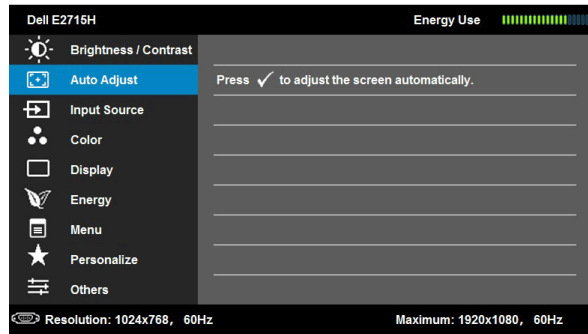 Dell E2715H
Energy Use
Brightness / Contrast
Auto Adjust
Press ✓ to adjust the screen automatically.
Input Source
Color
Display
Energy
Menu
Personalize
Others
Resolution: 1024x768, 60Hz
Maximum: 1920x1080, 60Hz